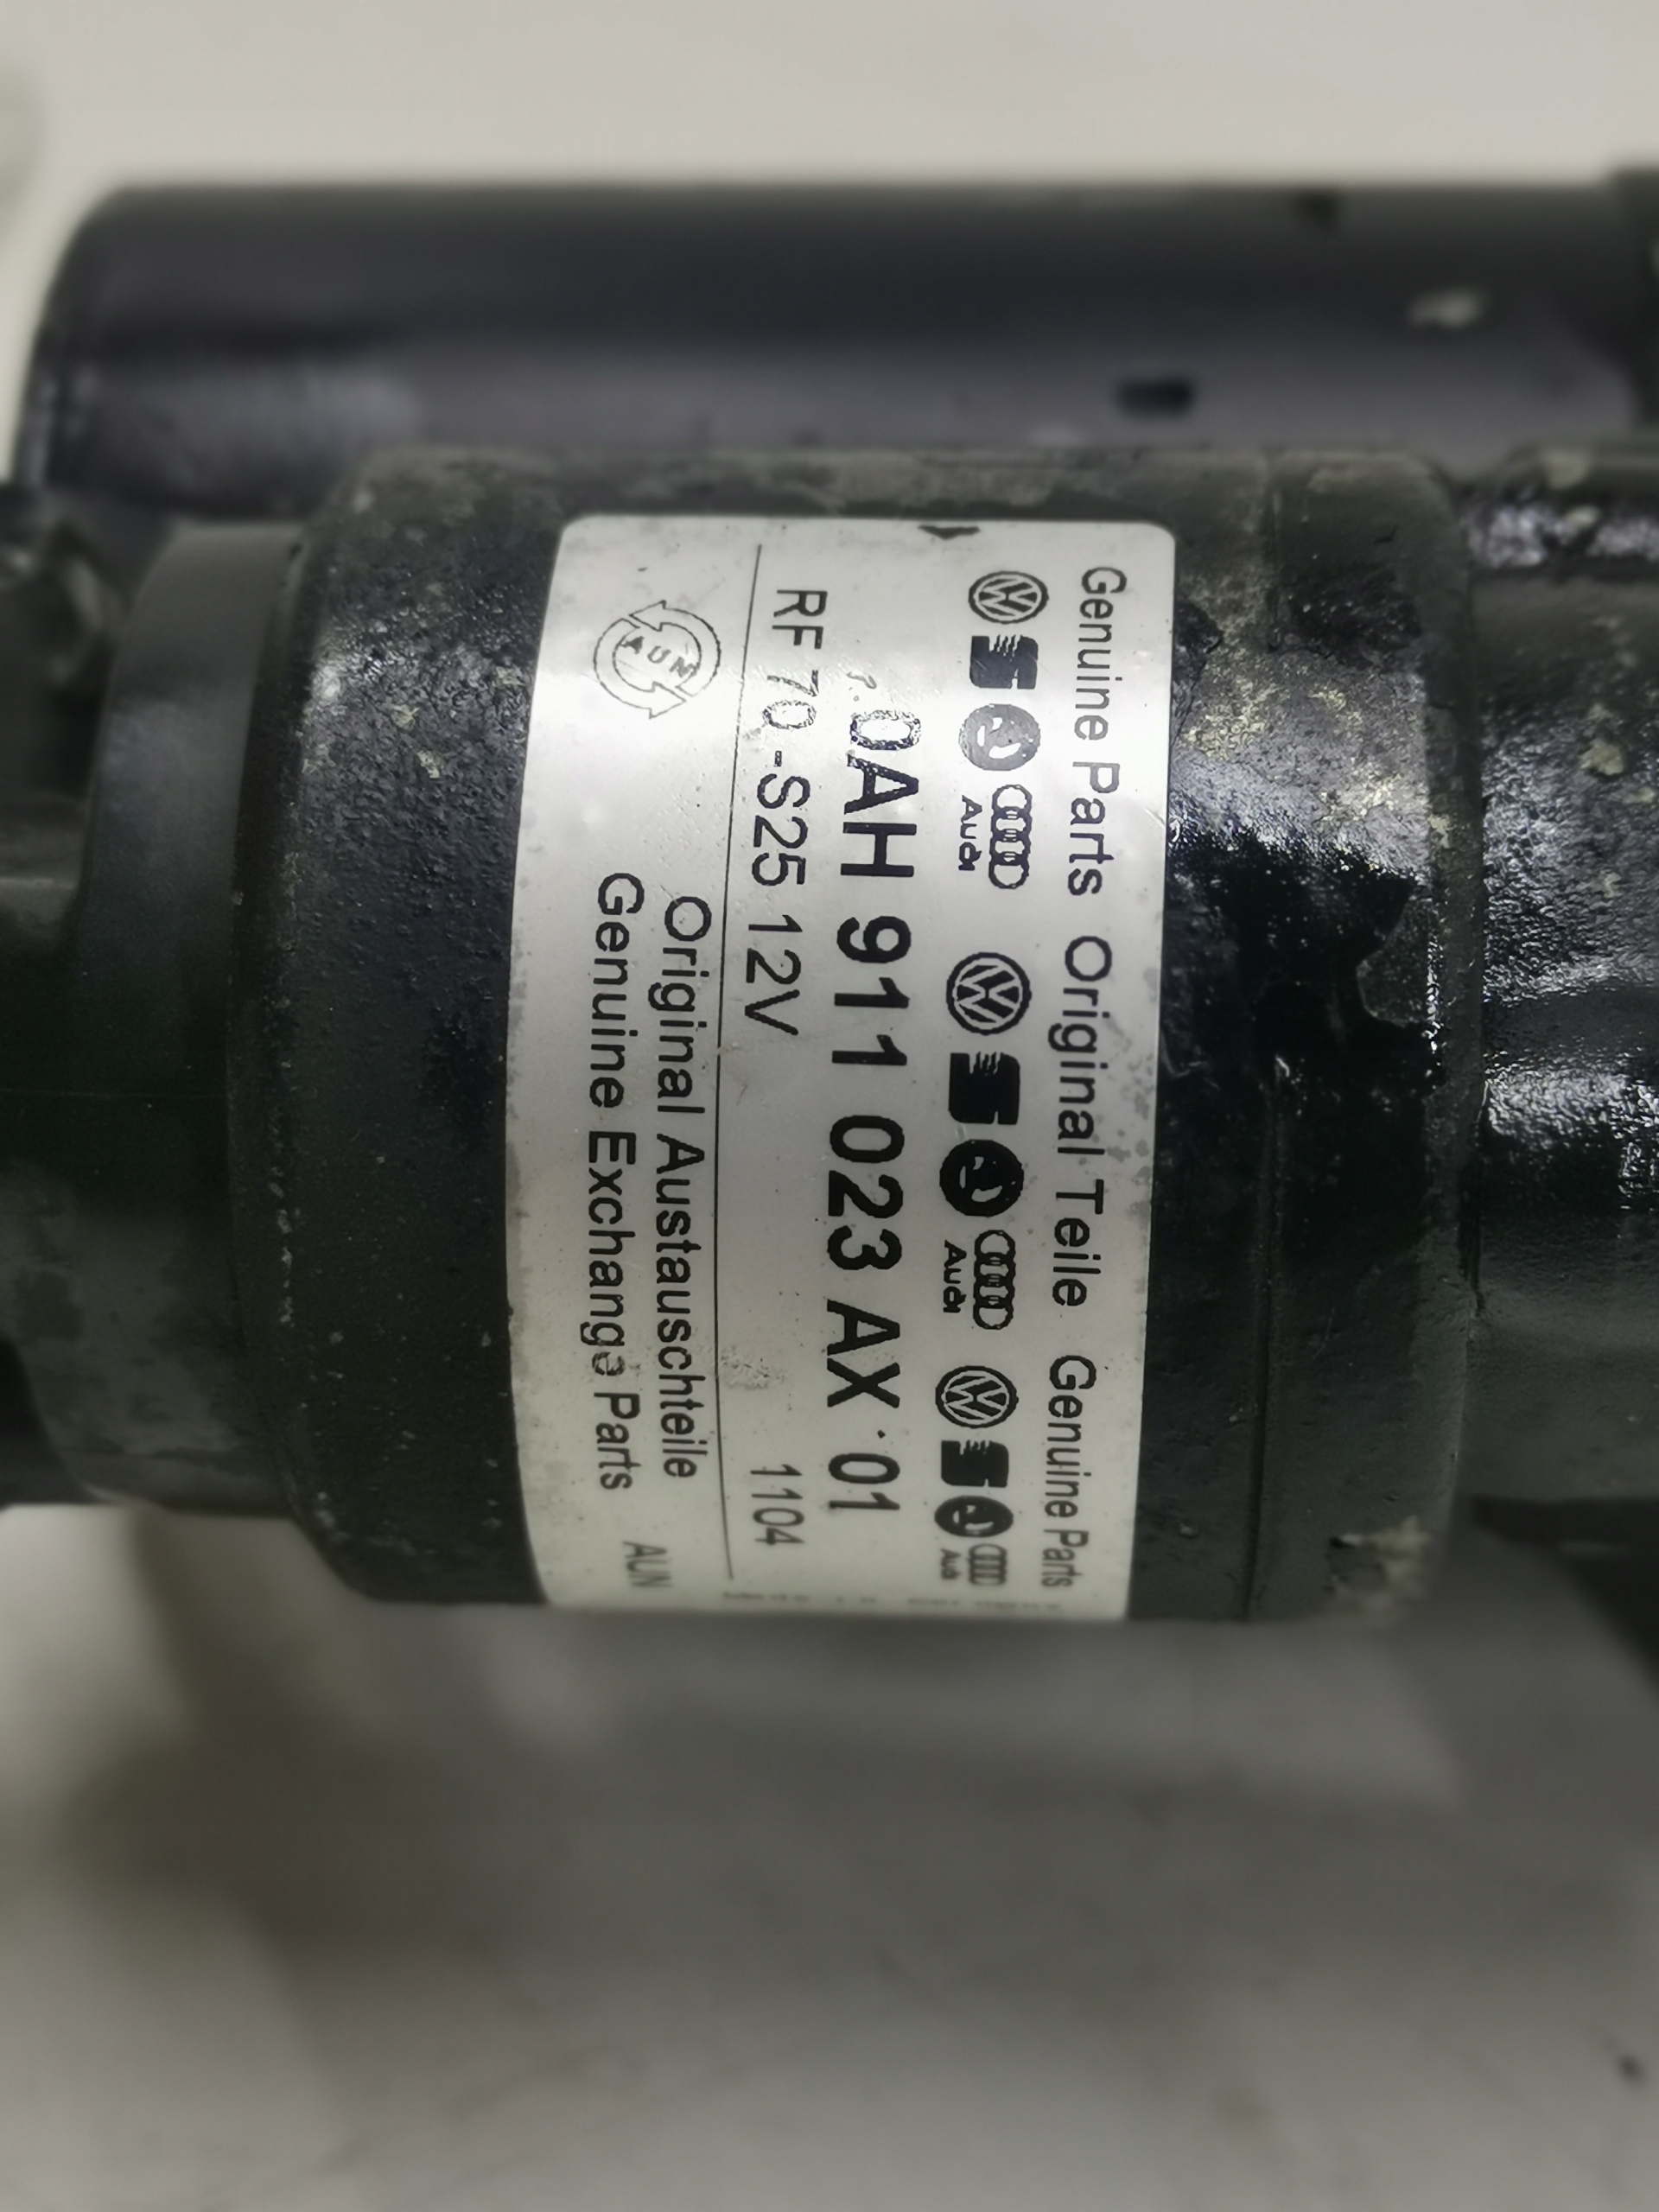 Genuine Parts Original Teile Genuine Parts
Audi Audi Audi
0AH 911 023 AX 01
RF 70-S25 12V 1104
AUN
Original Austauschteile
Genuine Exchange Parts AUN